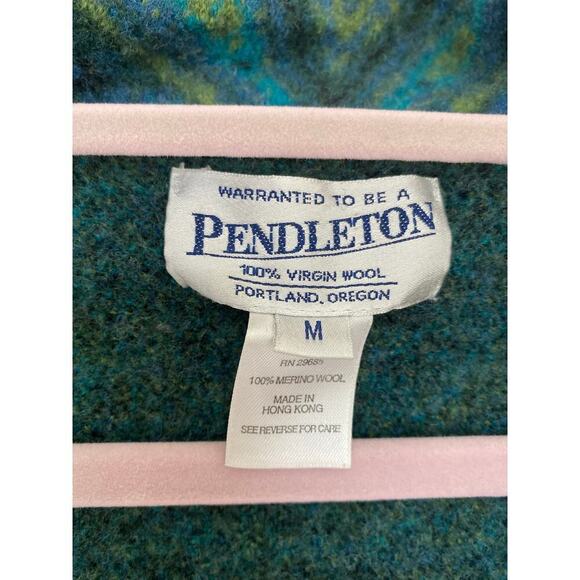 WARRANTED TO BE A
PENDLETON
100% VIRGIN WOOL
PORTLAND, OREGON
M
RN 29685
100% MERINO WOOL
MADE IN
HONG KONG
SEE REVERSE FOR CARE